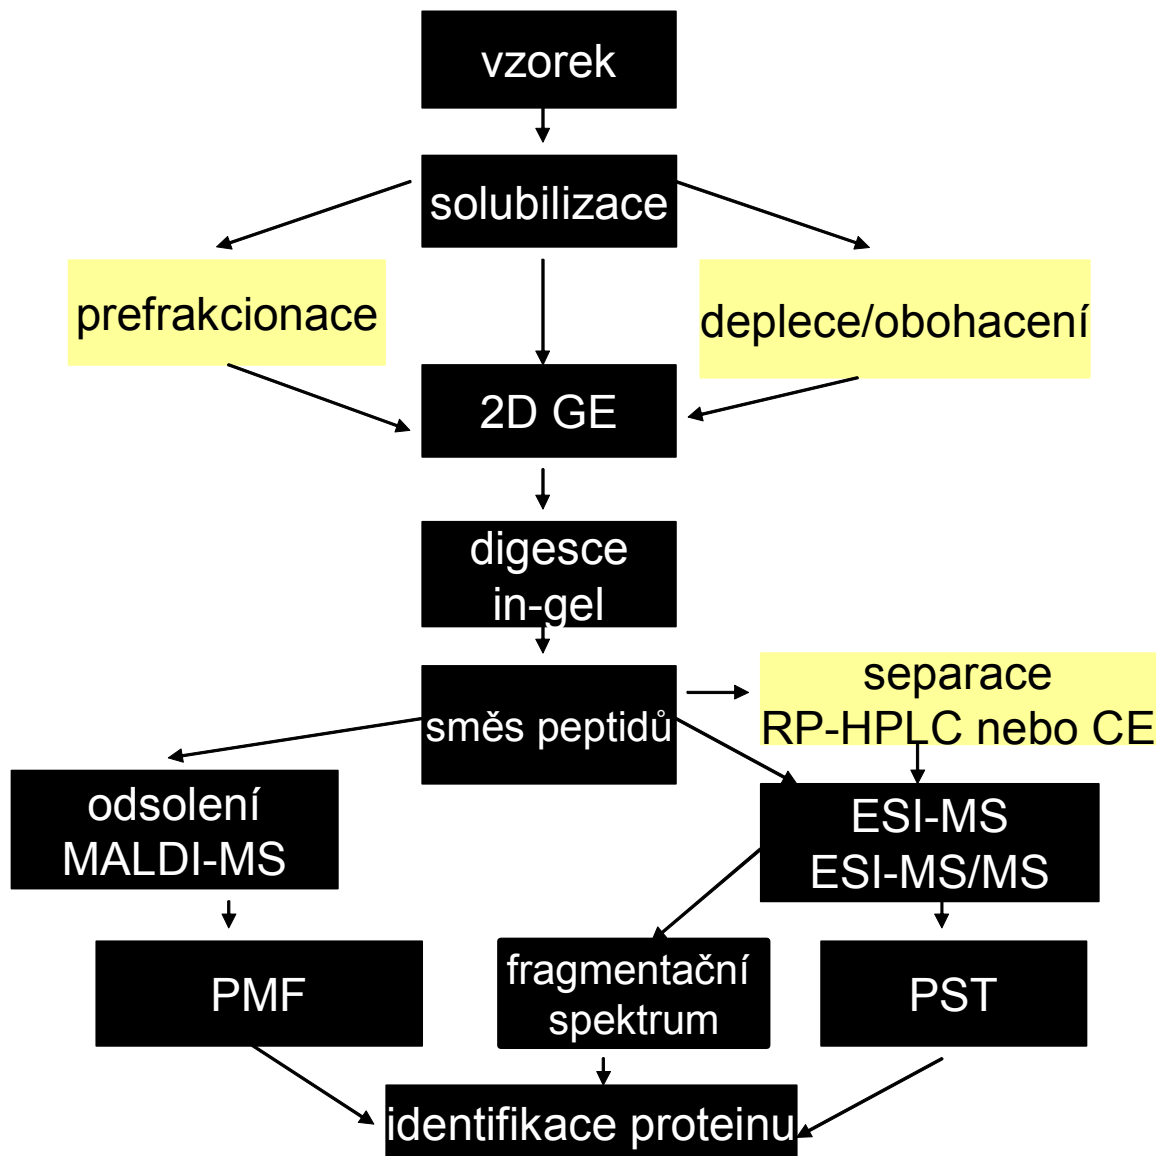 vzorek
solubilizace
prefrakcionace
deplece/obohacení
2D GE
digesce
in-gel
směs peptidů
separace
RP-HPLC nebo CE
odsolení
MALDI-MS
ESI-MS
ESI-MS/MS
PMF
fragmentační
spektrum
PST
identifikace proteinu